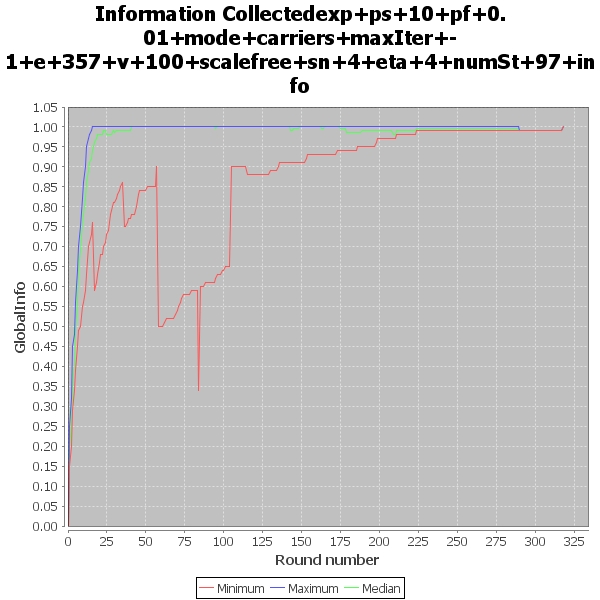 Information Collectedexp+ps+10+pf+0.
01+mode+carriers+maxIter+-
1+e+357+v+100+scalefree+sn+4+eta+4+numSt+97+in
fo
1.05
1.00
0.95
0.90
0.85
0.80
0.75
0.70
0.65
0.60
0.55
0.50
0.45
0.40
0.35
0.30
0.25
0.20
0.15
0.10
0.05
0.00
GlobalInfo
0 25 50 75 100 125 150 175 200 225 250 275 300 325
Round number
Minimum Maximum Median